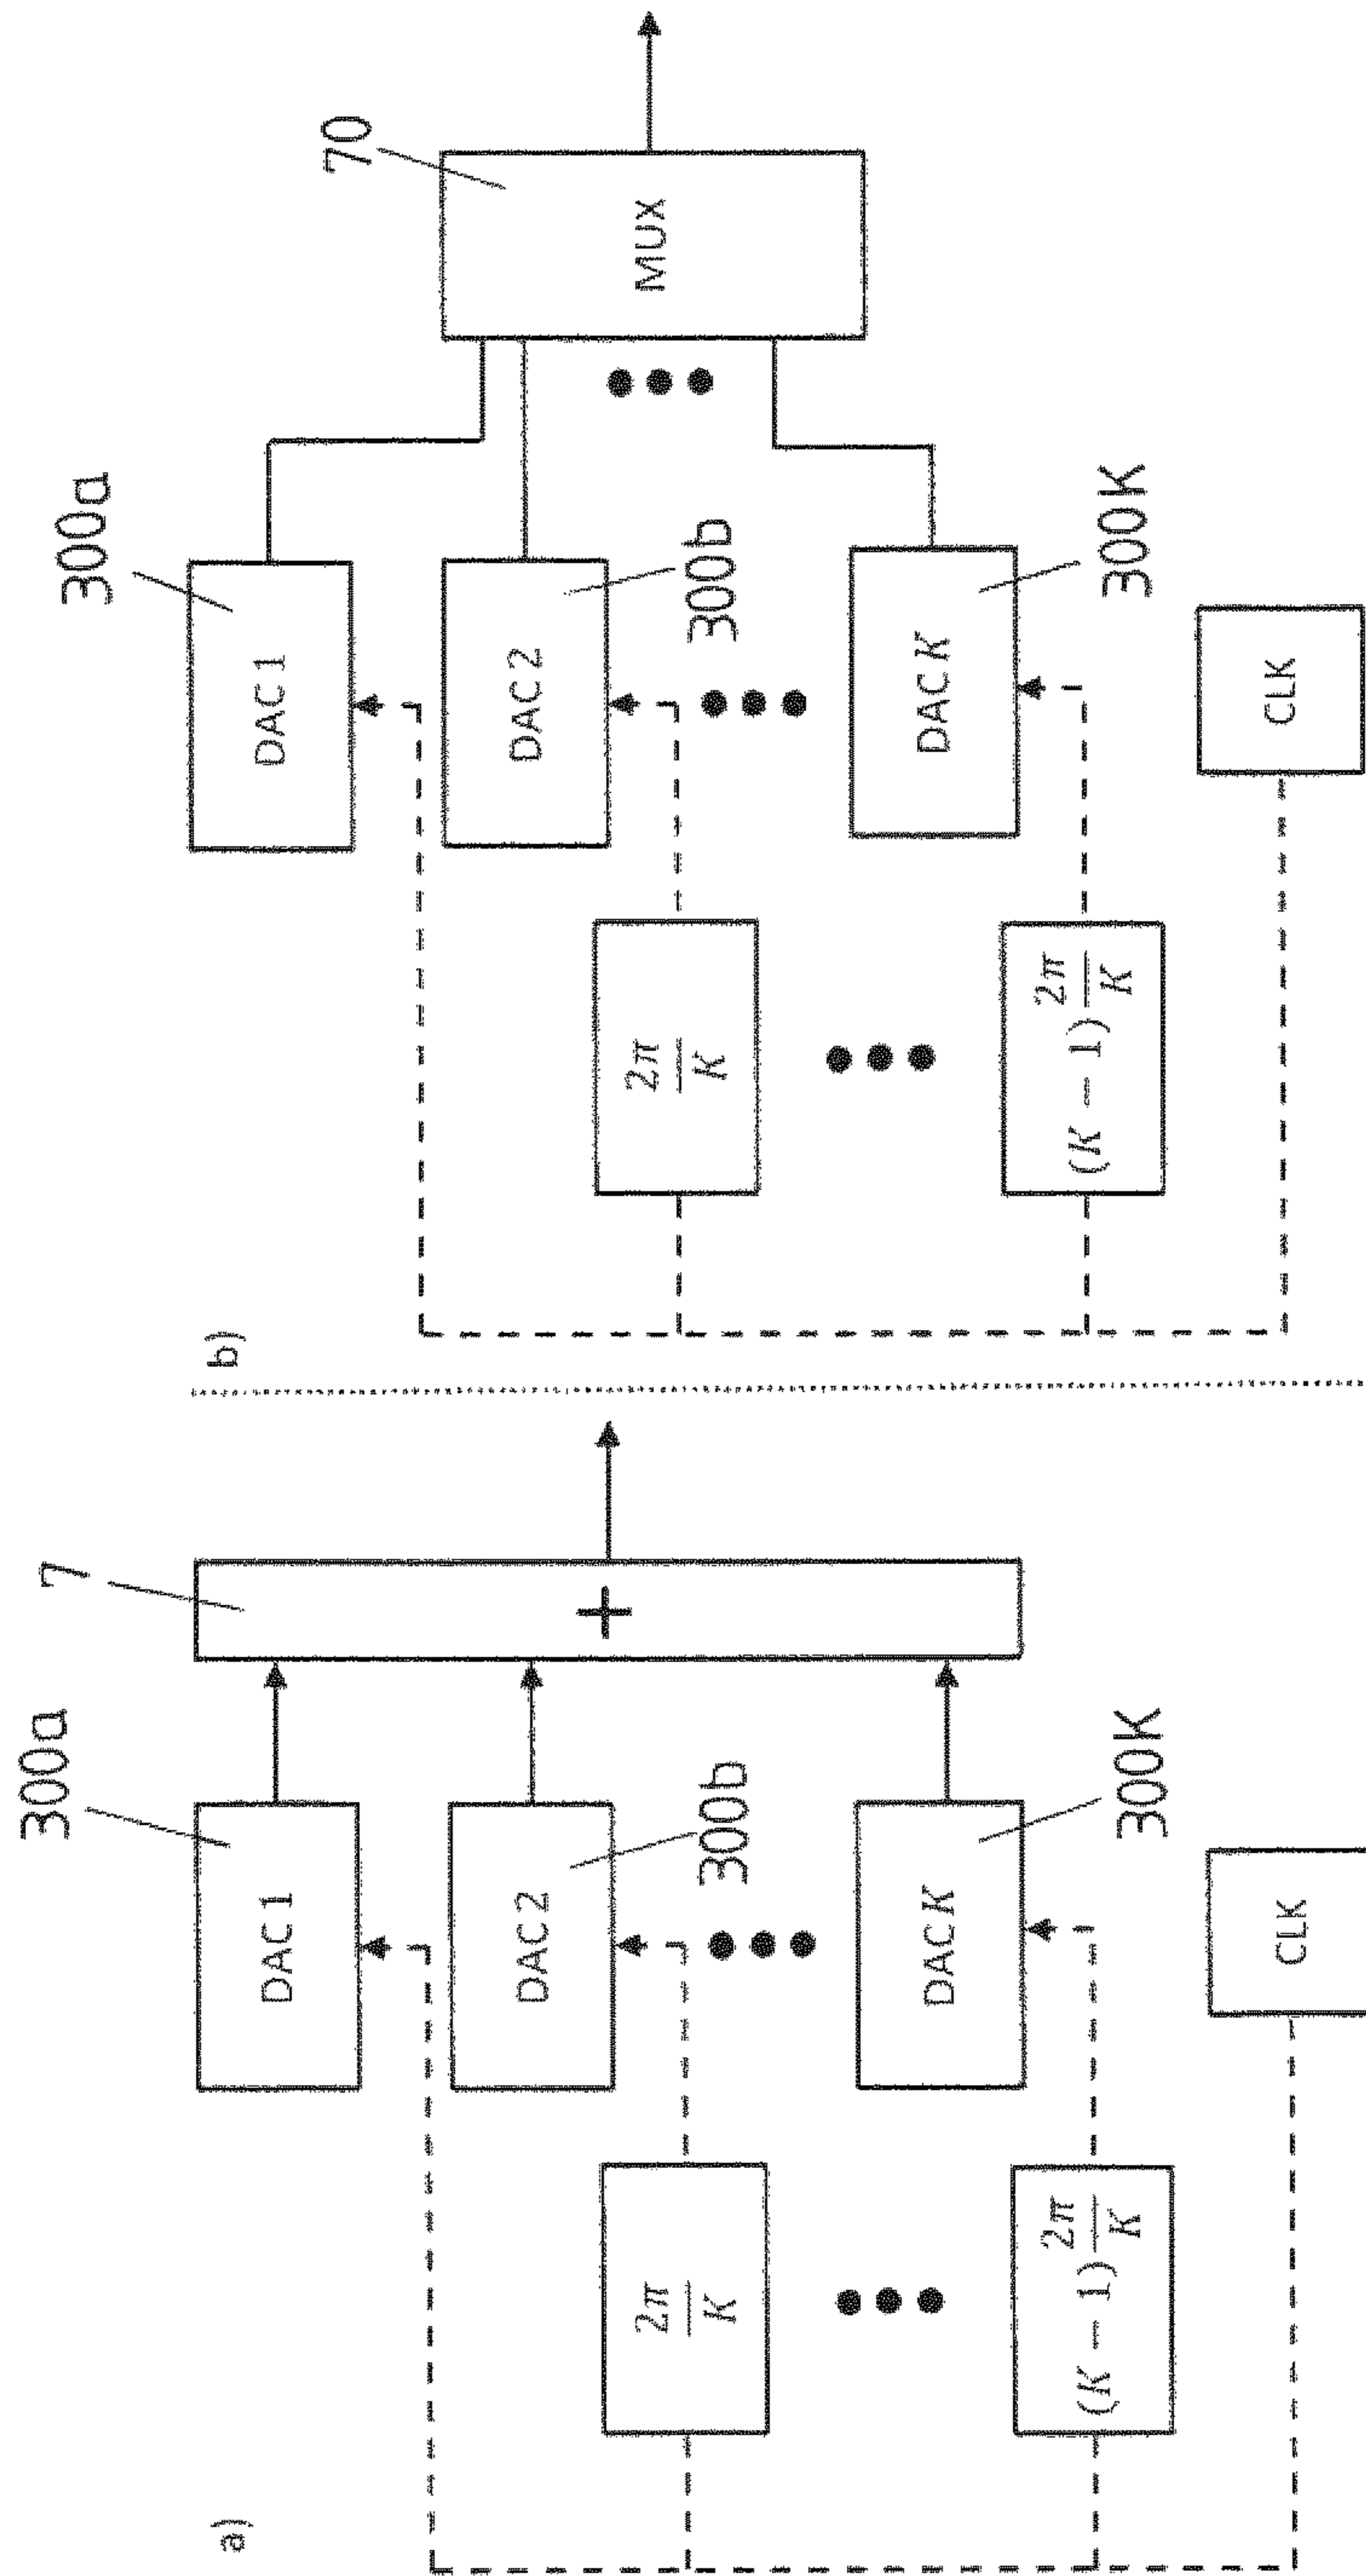 a)
300a
7
DAC 1
DAC 2
300b
+
2π/K
DAC K
300K
(K − 1) 2π/K
CLK
b)
300a
70
DAC 1
DAC 2
300b
MUX
2π/K
DAC K
300K
(K − 1) 2π/K
CLK